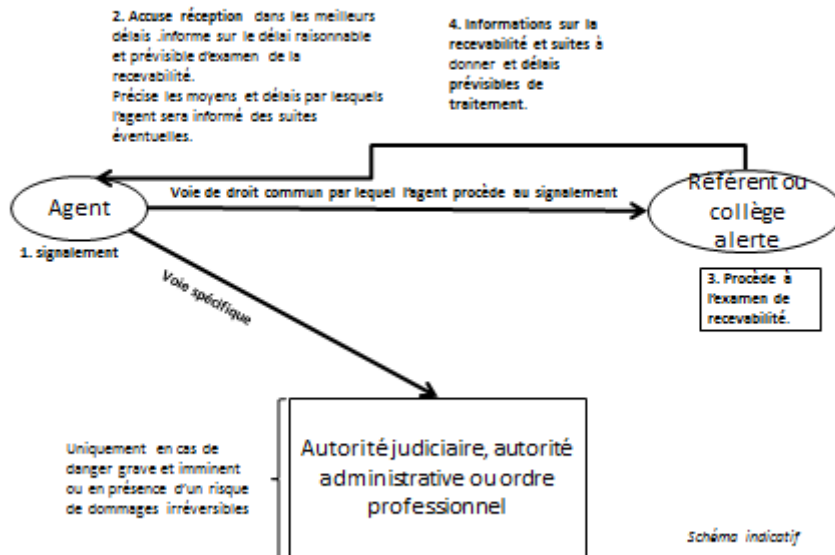 2. Accuse réception dans les meilleurs
délais .informe sur le délai raisonnable
et prévisible d'examen de la
recevabilité.
Précise les moyens et délais par lesquels
l'agent sera informé des suites
éventuelles.
4. Informations sur la
recevabilité et suites à
donner et délais
prévisibles de
traitement.
Agent
Voie de droit commun par lequel l'agent procède au signalement
Référent ou
collège
alerte
1. signalement
Voie spécifique
3. Procède à
l'examen de
recevabilité.
Uniquement en cas de
danger grave et imminent
ou en présence d'un risque
de dommages irréversibles
Autorité judiciaire, autorité
administrative ou ordre
professionnel
Schéma indicatif